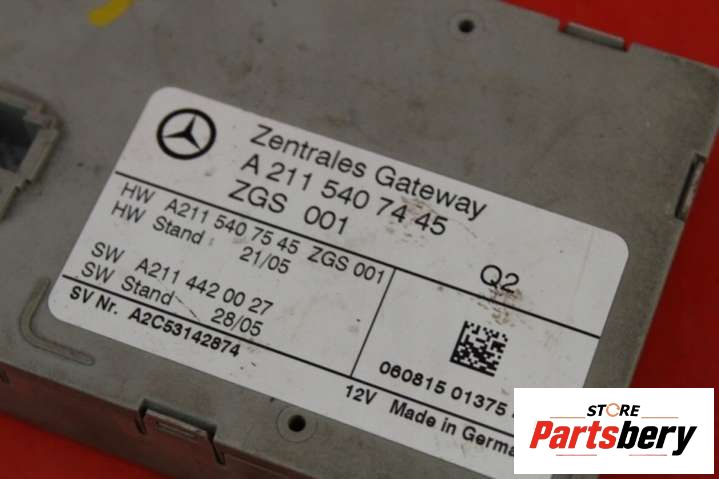 Zentrales Gateway
A 211 540 74 45
ZGS 001
HW A211 540 75 45 ZGS 001
HW Stand : 21/05
Q2
SW A211 442 00 27
SW Stand : 28/05
SV Nr. A2C53142874
060815 01375
12V Made in German
STORE
Partsbery